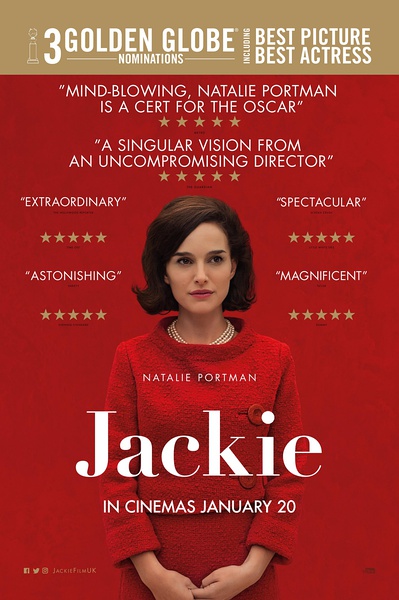 3 GOLDEN GLOBE®
NOMINATIONS
INCLUDING
BEST PICTURE
BEST ACTRESS
"MIND-BLOWING, NATALIE PORTMAN
IS A CERT FOR THE OSCAR"
"A SINGULAR VISION FROM
AN UNCOMPROMISING DIRECTOR"
"EXTRAORDINARY"
"SPECTACULAR"
"ASTONISHING"
"MAGNIFICENT"
NATALIE PORTMAN
Jackie
IN CINEMAS JANUARY 20
JACKIEFILMUK